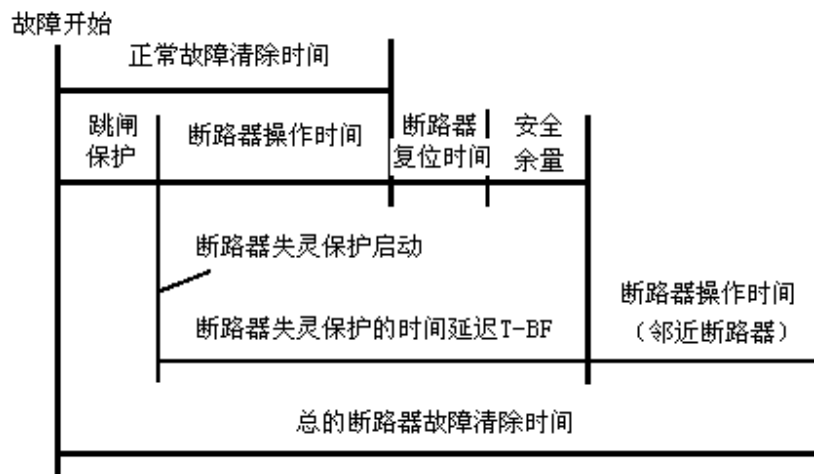 故障开始
正常故障清除时间
跳闸
保护
断路器操作时间
断路器
复位时间
安全
余量
断路器失灵保护启动
断路器失灵保护的时间延迟T-BF
断路器操作时间
（邻近断路器）
总的断路器故障清除时间